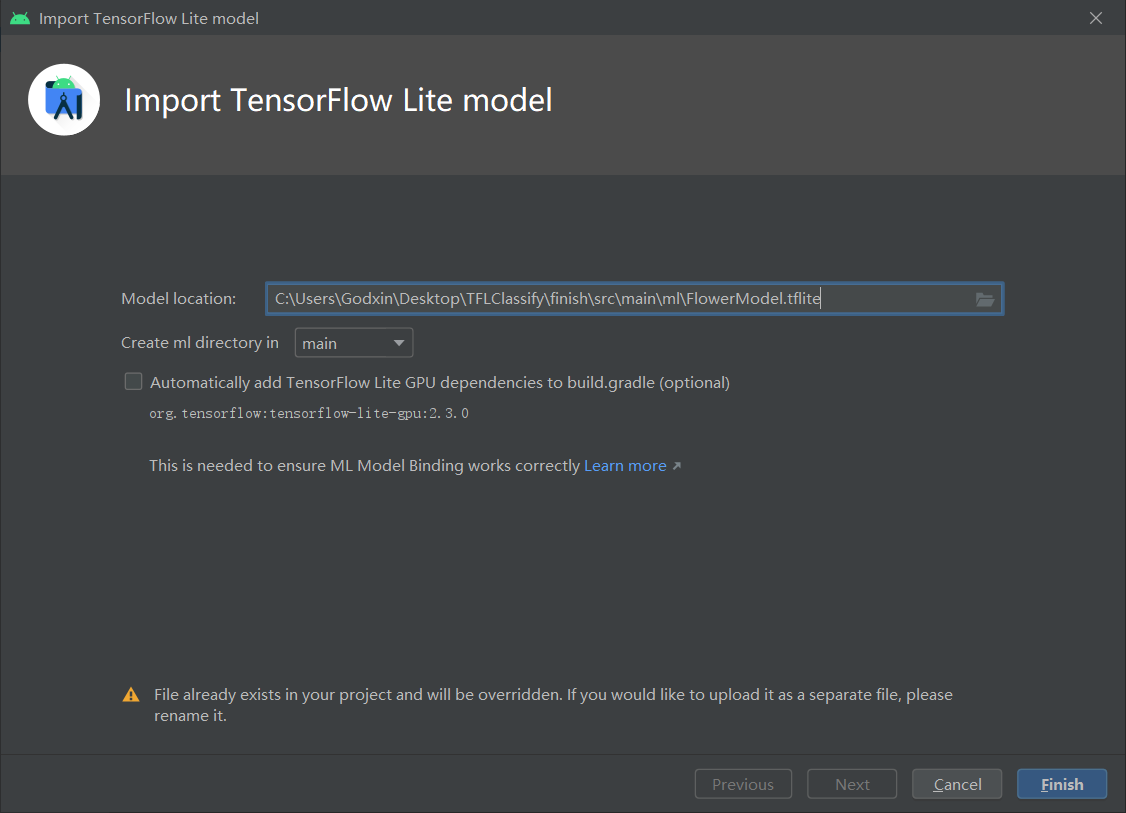 Import TensorFlow Lite model
Import TensorFlow Lite model
Model location: C:\Users\Godxin\Desktop\TFLClassify\finish\src\main\ml\FlowerModel.tflite
Create ml directory in main
Automatically add TensorFlow Lite GPU dependencies to build.gradle (optional)
org.tensorflow:tensorflow-lite-gpu:2.3.0
This is needed to ensure ML Model Binding works correctly Learn more ↗
File already exists in your project and will be overridden. If you would like to upload it as a separate file, please
rename it.
Previous Next Cancel Finish